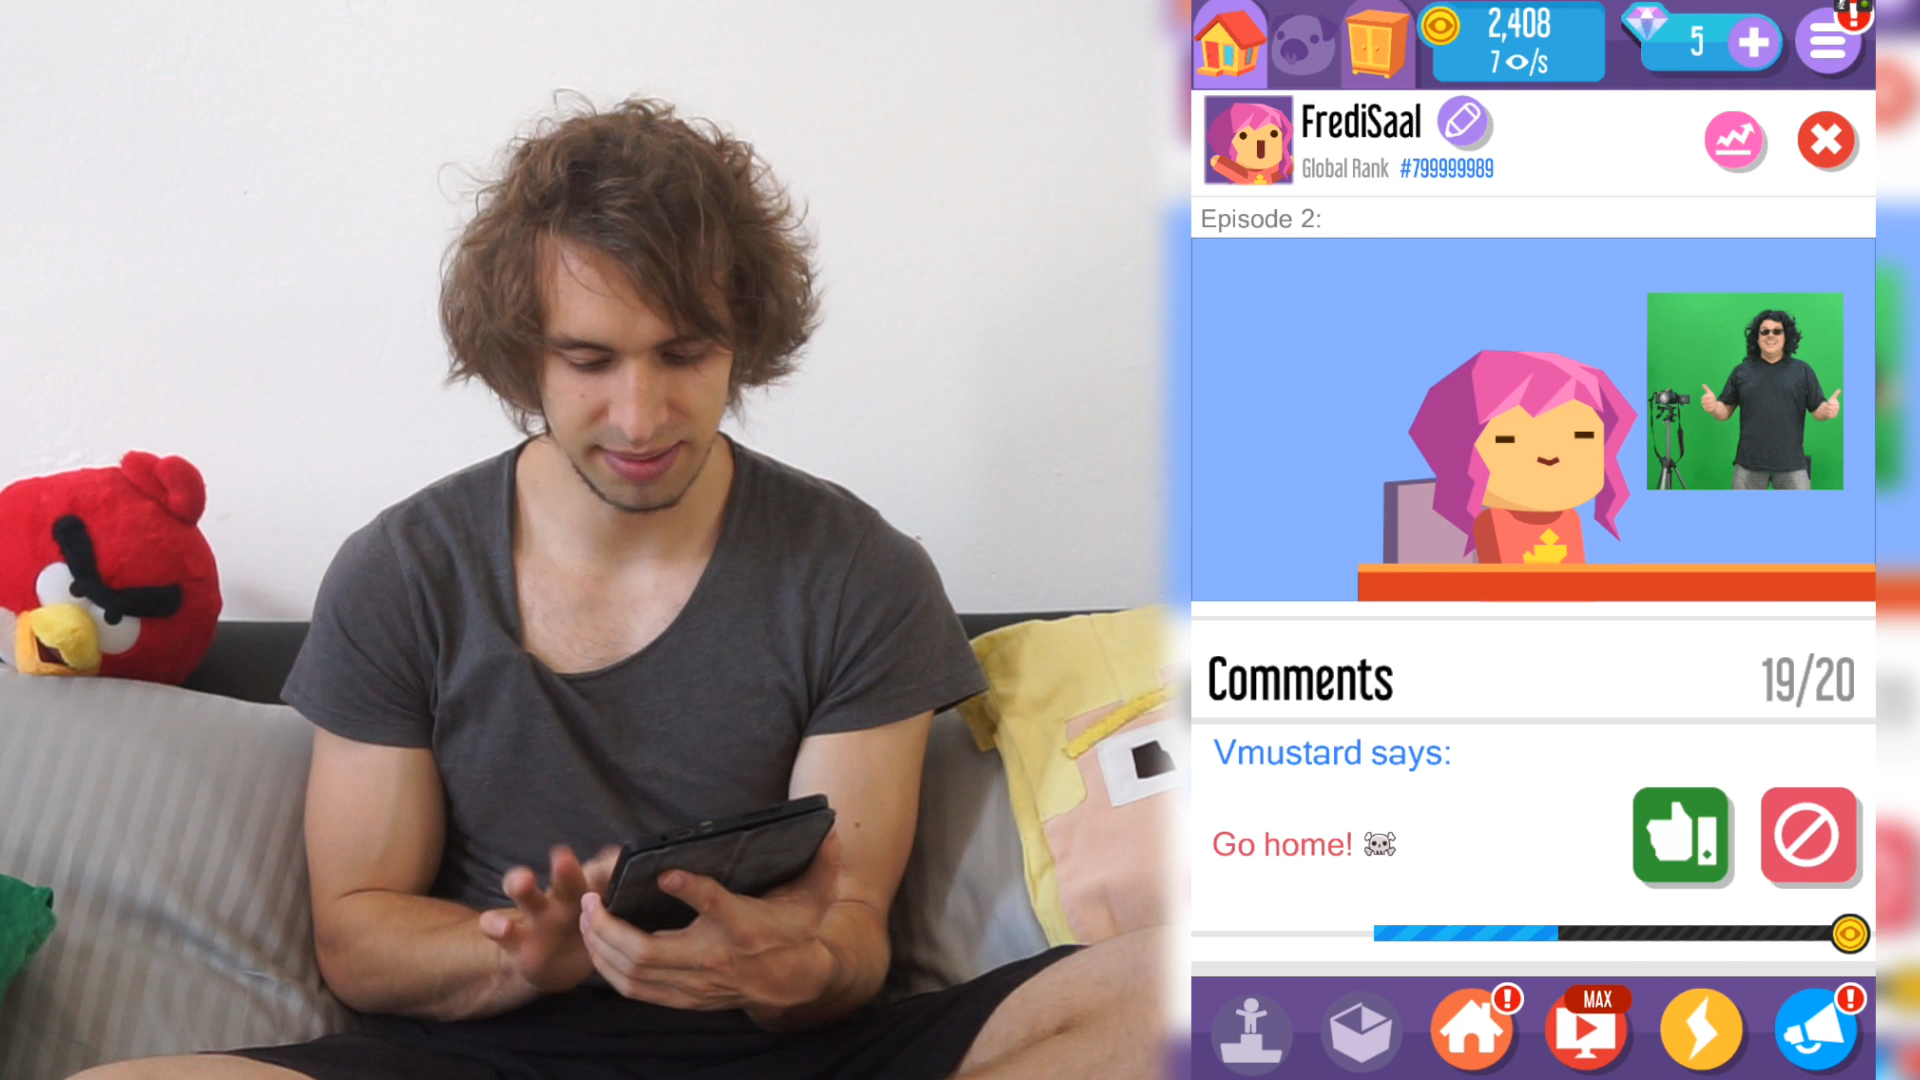 2,408
7 /s
5
FrediSaal
Global Rank #799999989
Episode 2:
Comments 19/20
Vmustard says:
Go home!
MAX